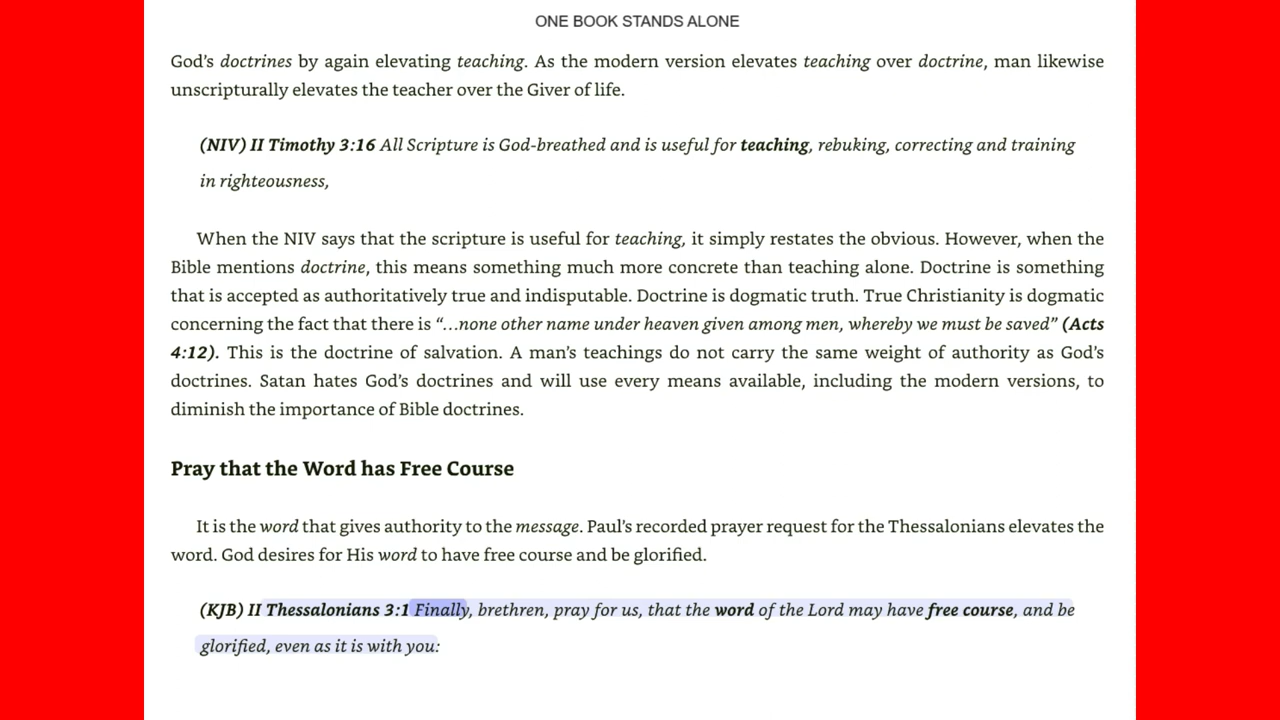 ONE BOOK STANDS ALONE
God's doctrines by again elevating teaching. As the modern version elevates teaching over doctrine, man likewise
unscripturally elevates the teacher over the Giver of life.
(NIV) II Timothy 3:16 All Scripture is God-breathed and is useful for teaching, rebuking, correcting and training
in righteousness,
When the NIV says that the scripture is useful for teaching, it simply restates the obvious. However, when the
Bible mentions doctrine, this means something much more concrete than teaching alone. Doctrine is something
that is accepted as authoritatively true and indisputable. Doctrine is dogmatic truth. True Christianity is dogmatic
concerning the fact that there is “…none other name under heaven given among men, whereby we must be saved” (Acts
4:12). This is the doctrine of salvation. A man's teachings do not carry the same weight of authority as God's
doctrines. Satan hates God's doctrines and will use every means available, including the modern versions, to
diminish the importance of Bible doctrines.
Pray that the Word has Free Course
It is the word that gives authority to the message. Paul's recorded prayer request for the Thessalonians elevates the
word. God desires for His word to have free course and be glorified.
(KJB) II Thessalonians 3:1 Finally, brethren, pray for us, that the word of the Lord may have free course, and be
glorified, even as it is with you: